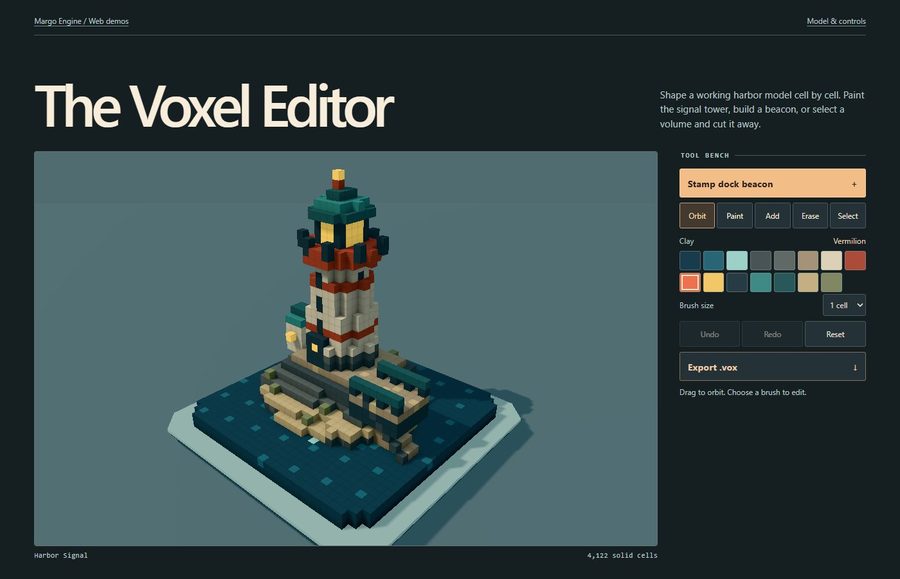 Margo Engine / Web demos
Model & controls
The Voxel Editor
Shape a working harbor model cell by cell. Paint
the signal tower, build a beacon, or select a
volume and cut it away.
TOOL BENCH
Stamp dock beacon +
Orbit Paint Add Erase Select
Clay Vermilion
Brush size 1 cell
Undo Redo Reset
Export .vox ↓
Drag to orbit. Choose a brush to edit.
Harbor Signal
4,122 solid cells